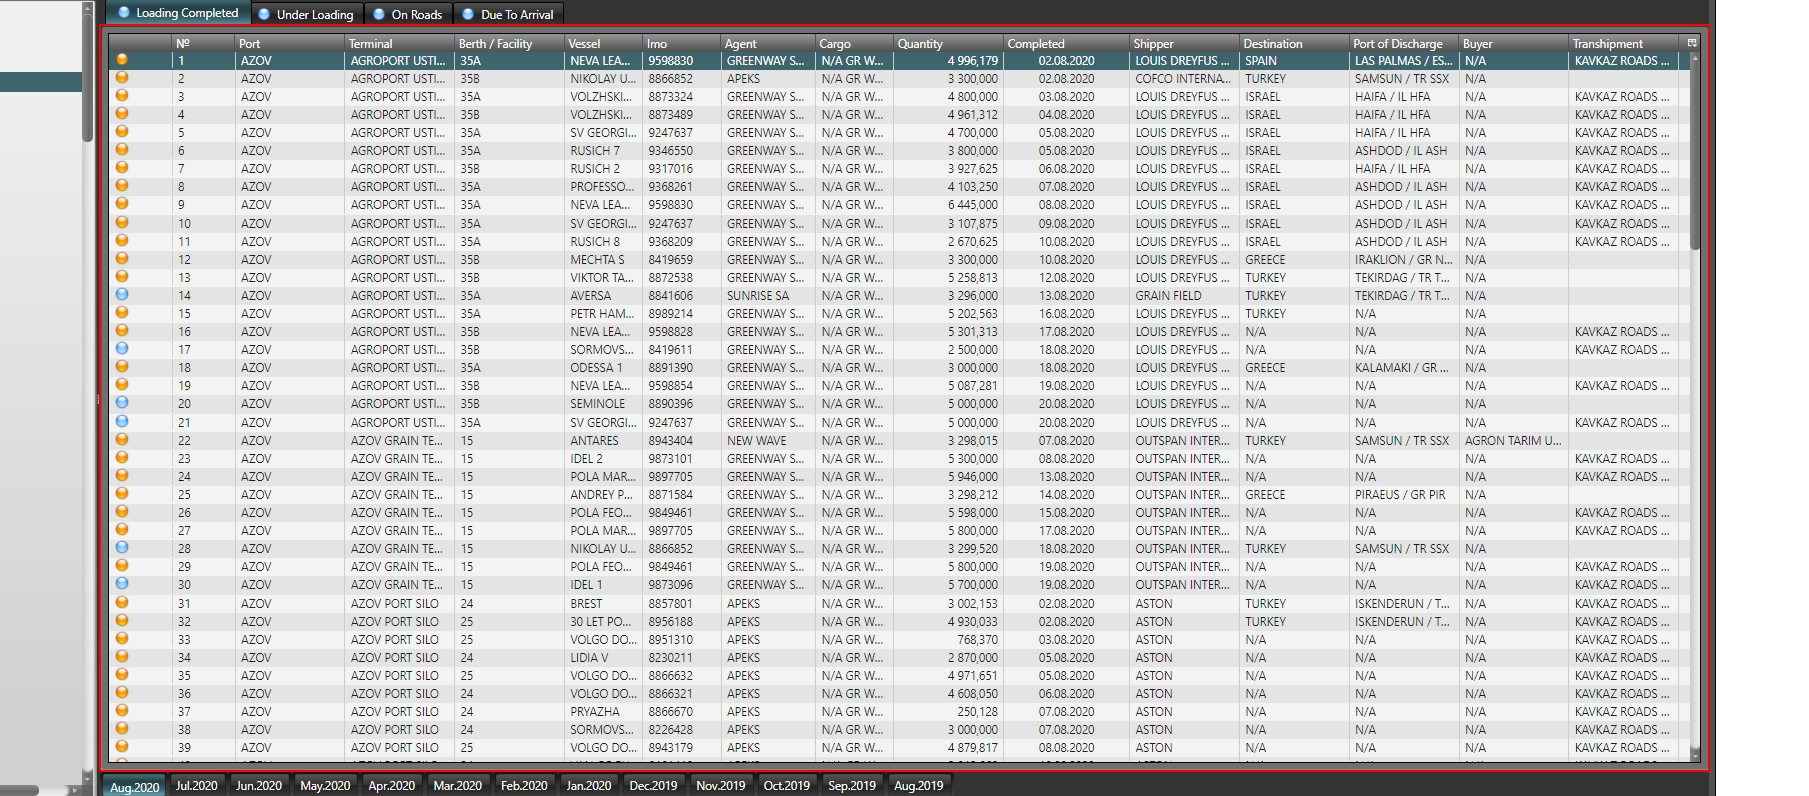 Loading Completed Under Loading On Roads Due To Arrival
Nº Port Terminal Berth / Facility Vessel Imo Agent Cargo Quantity Completed Shipper Destination Port of Discharge Buyer Transhipment
1 AZOV AGROPORT USTI... 35A NEVA LEA... 9598830 GREENWAY S... N/A GR W... 4 996,179 02.08.2020 LOUIS DREYFUS ... SPAIN LAS PALMAS / ES... N/A KAVKAZ ROADS ...
2 AZOV AGROPORT USTI... 35B NIKOLAY U... 8866852 APEKS N/A GR W... 3 300,000 02.08.2020 COFCO INTERNA... TURKEY SAMSUN / TR SSX N/A
3 AZOV AGROPORT USTI... 35A VOLZHSKI... 8873324 GREENWAY S... N/A GR W... 4 800,000 03.08.2020 LOUIS DREYFUS ... ISRAEL HAIFA / IL HFA N/A KAVKAZ ROADS ...
4 AZOV AGROPORT USTI... 35B VOLZHSKI... 8873489 GREENWAY S... N/A GR W... 4 961,312 04.08.2020 LOUIS DREYFUS ... ISRAEL HAIFA / IL HFA N/A KAVKAZ ROADS ...
5 AZOV AGROPORT USTI... 35A SV GEORGI... 9247637 GREENWAY S... N/A GR W... 4 700,000 05.08.2020 LOUIS DREYFUS ... ISRAEL HAIFA / IL HFA N/A KAVKAZ ROADS ...
6 AZOV AGROPORT USTI... 35A RUSICH 7 9346550 GREENWAY S... N/A GR W... 3 800,000 05.08.2020 LOUIS DREYFUS ... ISRAEL ASHDOD / IL ASH N/A KAVKAZ ROADS ...
7 AZOV AGROPORT USTI... 35B RUSICH 2 9317016 GREENWAY S... N/A GR W... 3 927,625 06.08.2020 LOUIS DREYFUS ... ISRAEL HAIFA / IL HFA N/A KAVKAZ ROADS ...
8 AZOV AGROPORT USTI... 35A PROFESSO... 9368261 GREENWAY S... N/A GR W... 4 103,250 07.08.2020 LOUIS DREYFUS ... ISRAEL ASHDOD / IL ASH N/A KAVKAZ ROADS ...
9 AZOV AGROPORT USTI... 35A NEVA LEA... 9598830 GREENWAY S... N/A GR W... 6 445,000 08.08.2020 LOUIS DREYFUS ... ISRAEL ASHDOD / IL ASH N/A KAVKAZ ROADS ...
10 AZOV AGROPORT USTI... 35A SV GEORGI... 9247637 GREENWAY S... N/A GR W... 3 107,875 09.08.2020 LOUIS DREYFUS ... ISRAEL ASHDOD / IL ASH N/A KAVKAZ ROADS ...
11 AZOV AGROPORT USTI... 35A RUSICH 8 9368209 GREENWAY S... N/A GR W... 2 670,625 10.08.2020 LOUIS DREYFUS ... ISRAEL ASHDOD / IL ASH N/A KAVKAZ ROADS ...
12 AZOV AGROPORT USTI... 35B MECHTA S 8419659 GREENWAY S... N/A GR W... 3 300,000 10.08.2020 LOUIS DREYFUS ... GREECE IRAKLION / GR N... N/A
13 AZOV AGROPORT USTI... 35B VIKTOR TA... 8872538 GREENWAY S... N/A GR W... 5 258,813 12.08.2020 LOUIS DREYFUS ... TURKEY TEKIRDAG / TR T... N/A
14 AZOV AGROPORT USTI... 35B AVERSA 8841606 SUNRISE SA N/A GR W... 3 296,000 13.08.2020 GRAIN FIELD TURKEY TEKIRDAG / TR T... N/A
15 AZOV AGROPORT USTI... 35A PETR HAM... 8989214 GREENWAY S... N/A GR W... 5 202,563 16.08.2020 LOUIS DREYFUS ... TURKEY N/A N/A
16 AZOV AGROPORT USTI... 35B NEVA LEA... 9598828 GREENWAY S... N/A GR W... 5 301,313 17.08.2020 LOUIS DREYFUS ... N/A N/A N/A KAVKAZ ROADS ...
17 AZOV AGROPORT USTI... 35B SORMOVS... 8419611 GREENWAY S... N/A GR W... 2 500,000 18.08.2020 LOUIS DREYFUS ... N/A N/A N/A KAVKAZ ROADS ...
18 AZOV AGROPORT USTI... 35A ODESSA 1 8891390 GREENWAY S... N/A GR W... 3 000,000 18.08.2020 LOUIS DREYFUS ... GREECE KALAMAKI / GR ... N/A
19 AZOV AGROPORT USTI... 35B NEVA LEA... 9598854 GREENWAY S... N/A GR W... 5 087,281 19.08.2020 LOUIS DREYFUS ... N/A N/A N/A KAVKAZ ROADS ...
20 AZOV AGROPORT USTI... 35B SEMINOLE 8890396 GREENWAY S... N/A GR W... 5 000,000 20.08.2020 LOUIS DREYFUS ... N/A N/A N/A
21 AZOV AGROPORT USTI... 35A SV GEORGI... 9247637 GREENWAY S... N/A GR W... 5 000,000 20.08.2020 LOUIS DREYFUS ... N/A N/A N/A KAVKAZ ROADS ...
22 AZOV AZOV GRAIN TE... 15 ANTARES 8943404 NEW WAVE N/A GR W... 3 298,015 07.08.2020 OUTSPAN INTER... TURKEY SAMSUN / TR SSX AGRON TARIM U...
23 AZOV AZOV GRAIN TE... 15 IDEL 2 9873101 GREENWAY S... N/A GR W... 5 300,000 08.08.2020 OUTSPAN INTER... N/A N/A N/A KAVKAZ ROADS ...
24 AZOV AZOV GRAIN TE... 15 POLA MAR... 9897705 GREENWAY S... N/A GR W... 5 946,000 13.08.2020 OUTSPAN INTER... N/A N/A N/A KAVKAZ ROADS ...
25 AZOV AZOV GRAIN TE... 15 ANDREY P... 8871584 GREENWAY S... N/A GR W... 3 298,212 14.08.2020 OUTSPAN INTER... GREECE PIRAEUS / GR PIR N/A
26 AZOV AZOV GRAIN TE... 15 POLA FEO... 9849461 GREENWAY S... N/A GR W... 5 598,000 15.08.2020 OUTSPAN INTER... N/A N/A N/A KAVKAZ ROADS ...
27 AZOV AZOV GRAIN TE... 15 POLA MAR... 9897705 GREENWAY S... N/A GR W... 5 800,000 17.08.2020 OUTSPAN INTER... N/A N/A N/A KAVKAZ ROADS ...
28 AZOV AZOV GRAIN TE... 15 NIKOLAY U... 8866852 GREENWAY S... N/A GR W... 3 299,520 18.08.2020 OUTSPAN INTER... TURKEY SAMSUN / TR SSX N/A
29 AZOV AZOV GRAIN TE... 15 POLA FEO... 9849461 GREENWAY S... N/A GR W... 5 800,000 19.08.2020 OUTSPAN INTER... N/A N/A N/A KAVKAZ ROADS ...
30 AZOV AZOV GRAIN TE... 15 IDEL 1 9873096 GREENWAY S... N/A GR W... 5 700,000 19.08.2020 OUTSPAN INTER... N/A N/A N/A KAVKAZ ROADS ...
31 AZOV AZOV PORT SILO 24 BREST 8857801 APEKS N/A GR W... 3 002,153 02.08.2020 ASTON TURKEY ISKENDERUN / T... N/A KAVKAZ ROADS ...
32 AZOV AZOV PORT SILO 25 30 LET PO... 8956188 APEKS N/A GR W... 4 930,033 02.08.2020 ASTON TURKEY ISKENDERUN / T... N/A KAVKAZ ROADS ...
33 AZOV AZOV PORT SILO 25 VOLGO DO... 8951310 APEKS N/A GR W... 768,370 03.08.2020 ASTON N/A N/A N/A KAVKAZ ROADS ...
34 AZOV AZOV PORT SILO 24 LIDIA V 8230211 APEKS N/A GR W... 2 870,000 05.08.2020 ASTON N/A N/A N/A KAVKAZ ROADS ...
35 AZOV AZOV PORT SILO 25 VOLGO DO... 8866632 APEKS N/A GR W... 4 971,651 05.08.2020 ASTON N/A N/A N/A KAVKAZ ROADS ...
36 AZOV AZOV PORT SILO 24 VOLGO DO... 8866321 APEKS N/A GR W... 4 608,050 06.08.2020 ASTON N/A N/A N/A KAVKAZ ROADS ...
37 AZOV AZOV PORT SILO 24 PRYAZHA 8866670 APEKS N/A GR W... 250,128 07.08.2020 ASTON N/A N/A N/A KAVKAZ ROADS ...
38 AZOV AZOV PORT SILO 24 SORMOVS... 8226428 APEKS N/A GR W... 3 000,000 07.08.2020 ASTON N/A N/A N/A KAVKAZ ROADS ...
39 AZOV AZOV PORT SILO 25 VOLGO DO... 8943179 APEKS N/A GR W... 4 879,817 08.08.2020 ASTON N/A N/A N/A KAVKAZ ROADS ...
Aug.2020 Jul.2020 Jun.2020 May.2020 Apr.2020 Mar.2020 Feb.2020 Jan.2020 Dec.2019 Nov.2019 Oct.2019 Sep.2019 Aug.2019